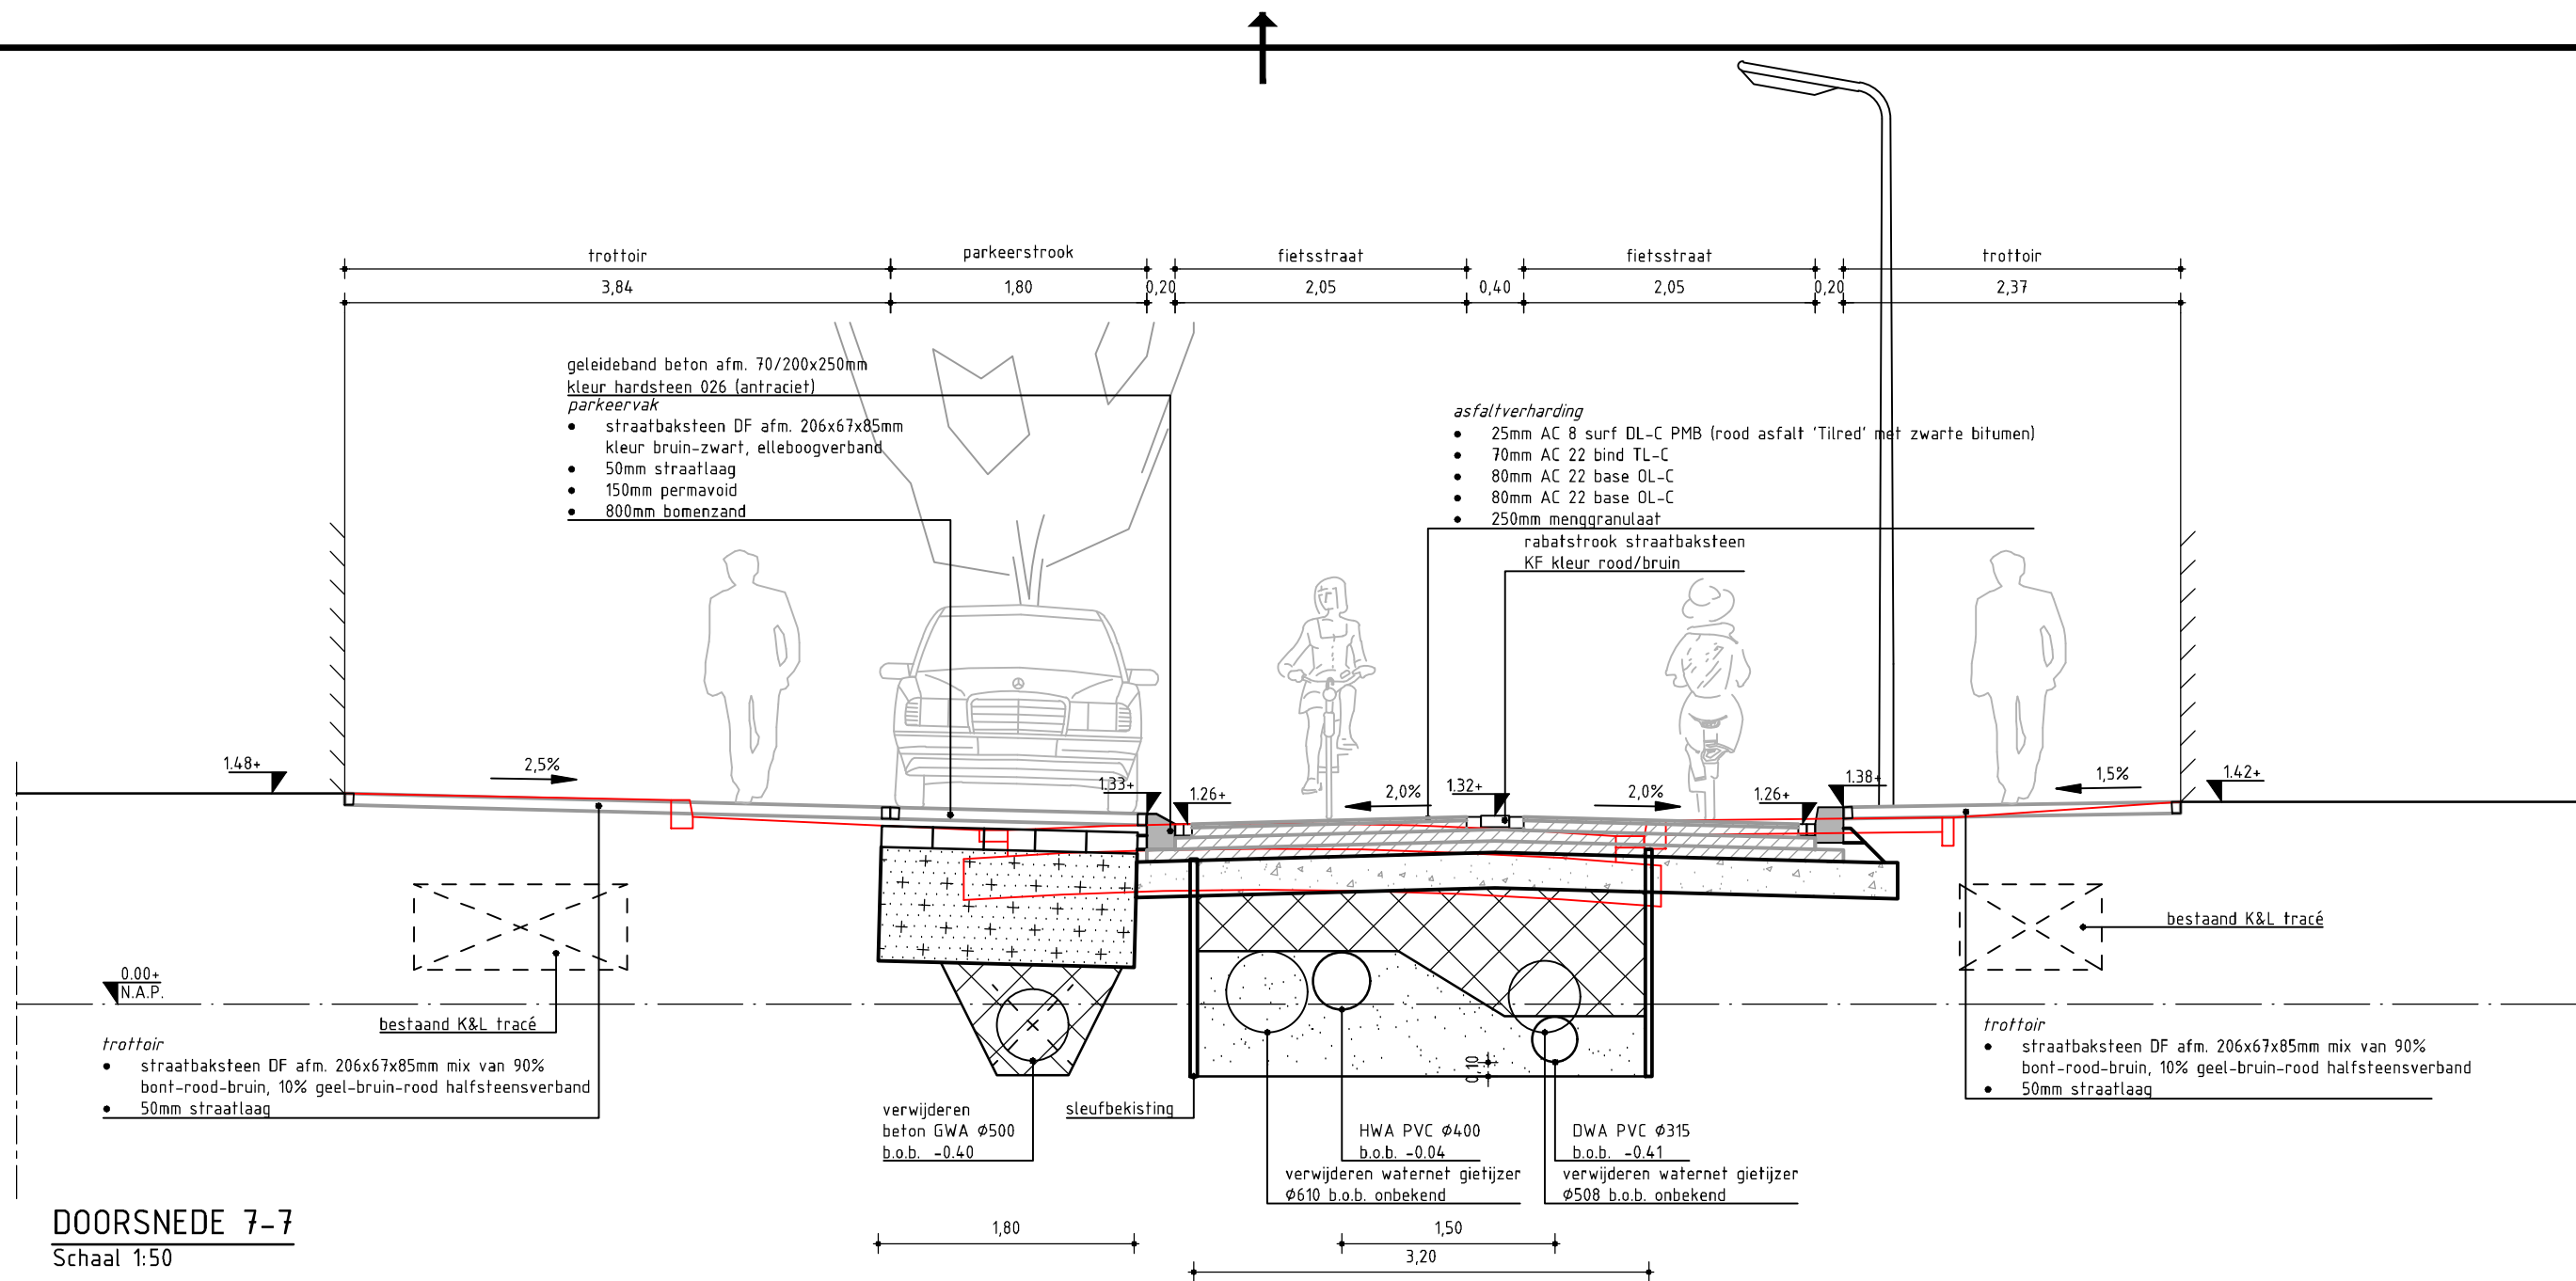 trottoir
parkeerstrook
fietsstraat
fietsstraat
trottoir
3,84
1,80
0,20
2,05
0,40
2,05
0,20
2,37
geleideband beton afm. 70/200x250mm
kleur hardsteen 026 (antraciet)
parkeervak
• straatbaksteen DF afm. 206x67x85mm
kleur bruin-zwart, elleboogverband
• 50mm straatlaag
• 150mm permavoid
• 800mm bomenzand
asfaltverharding
• 25mm AC 8 surf DL-C PMB (rood asfalt 'Tilred' met zwarte bitumen)
• 70mm AC 22 bind TL-C
• 80mm AC 22 base OL-C
• 80mm AC 22 base OL-C
• 250mm menggranulaat
rabatstrook straatbaksteen
KF kleur rood/bruin
1.48+
2,5%
1.33+
1.26+
2,0%
1.32+
2,0%
1.26+
1.38+
1,5%
1.42+
bestaand K&L tracé
0.00+
N.A.P.
bestaand K&L tracé
trottoir
• straatbaksteen DF afm. 206x67x85mm mix van 90%
bont-rood-bruin, 10% geel-bruin-rood halfsteensverband
• 50mm straatlaag
trottoir
• straatbaksteen DF afm. 206x67x85mm mix van 90%
bont-rood-bruin, 10% geel-bruin-rood halfsteensverband
• 50mm straatlaag
0,10
verwijderen
beton GWA Ø500
b.o.b. -0.40
sleufbekisting
HWA PVC Ø400
b.o.b. -0.04
verwijderen waternet gietijzer
Ø610 b.o.b. onbekend
DWA PVC Ø315
b.o.b. -0.41
verwijderen waternet gietijzer
Ø508 b.o.b. onbekend
DOORSNEDE 7-7
Schaal 1:50
1,80
1,50
3,20